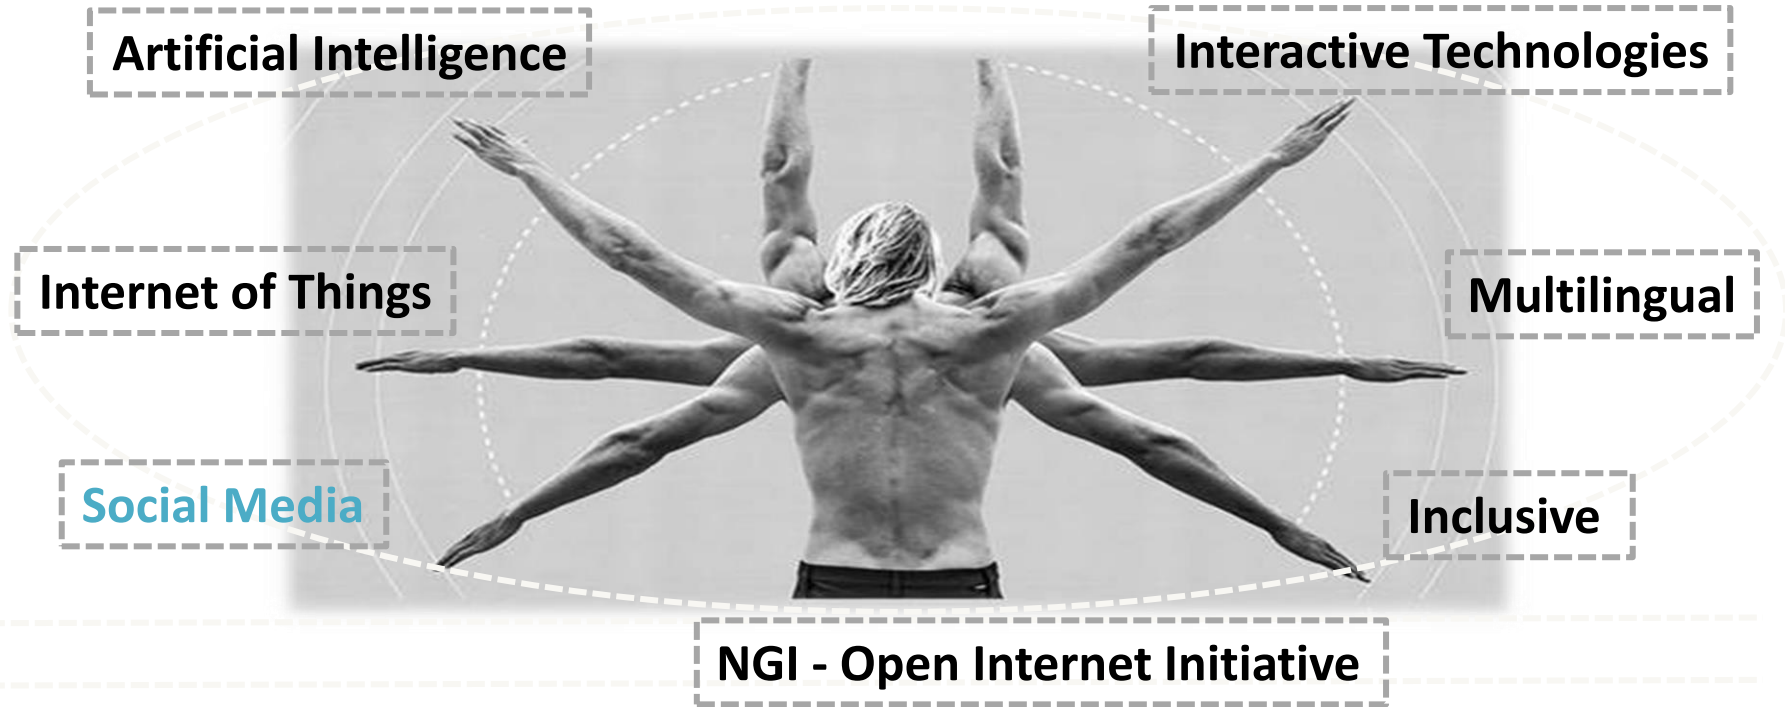 Artificial Intelligence
Interactive Technologies
Internet of Things
Multilingual
Social Media
Inclusive
NGI - Open Internet Initiative